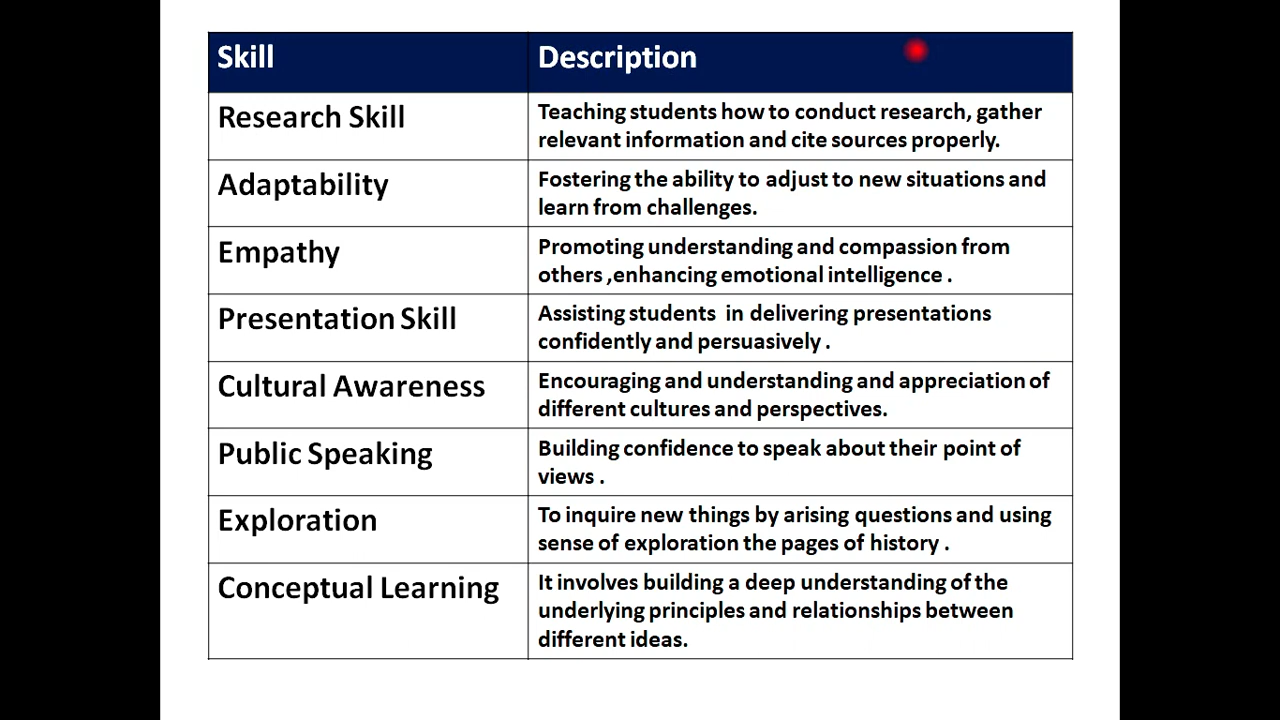 Skill Description
Research Skill
Teaching students how to conduct research, gather
relevant information and cite sources properly.
Adaptability
Fostering the ability to adjust to new situations and
learn from challenges.
Empathy
Promoting understanding and compassion from
others ,enhancing emotional intelligence .
Presentation Skill
Assisting students  in delivering presentations
confidently and persuasively .
Cultural Awareness
Encouraging and understanding and appreciation of
different cultures and perspectives.
Public Speaking
Building confidence to speak about their point of
views .
Exploration
To inquire new things by arising questions and using
sense of exploration the pages of history .
Conceptual Learning
It involves building a deep understanding of the
underlying principles and relationships between
different ideas.